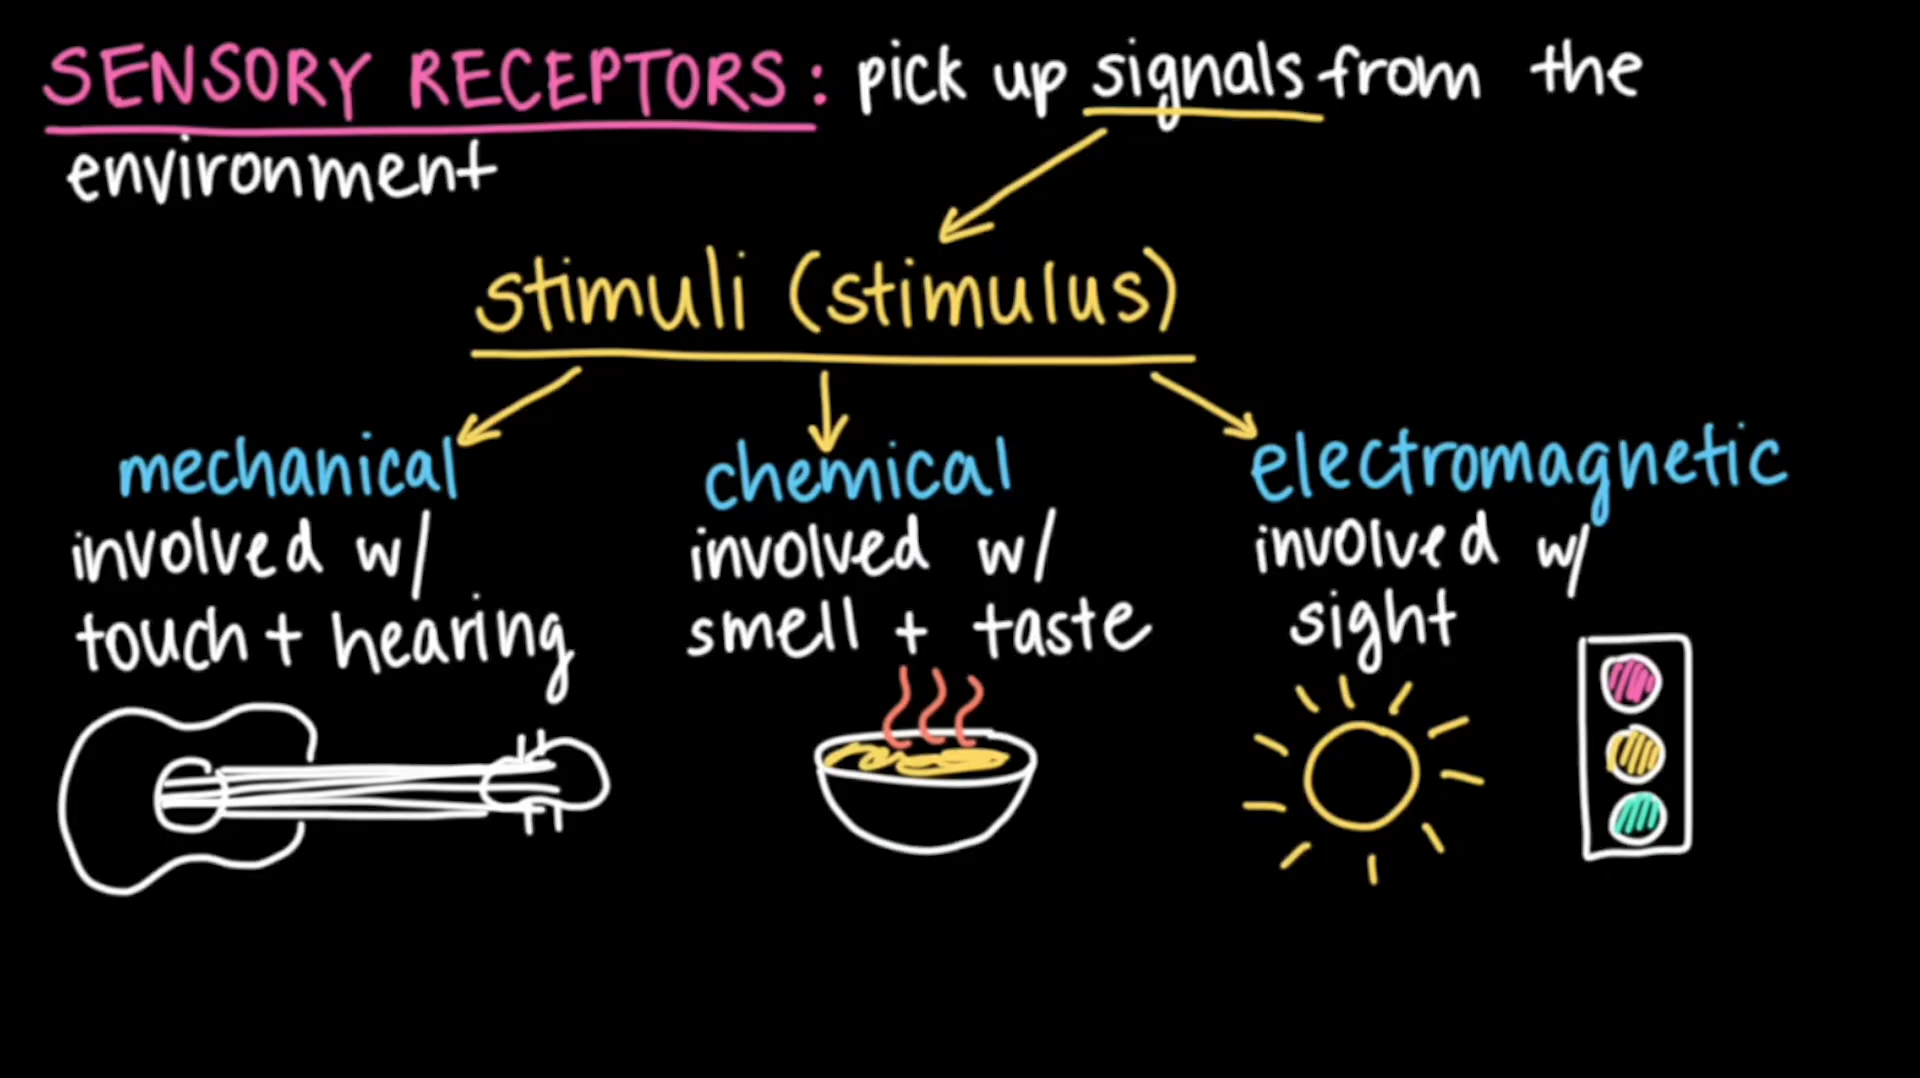 SENSORY RECEPTORS: pick up signals from the
environment
stimuli (stimulus)
mechanical
involved w/
touch + hearing
chemical
involved w/
smell + taste
electromagnetic
involved w/
sight